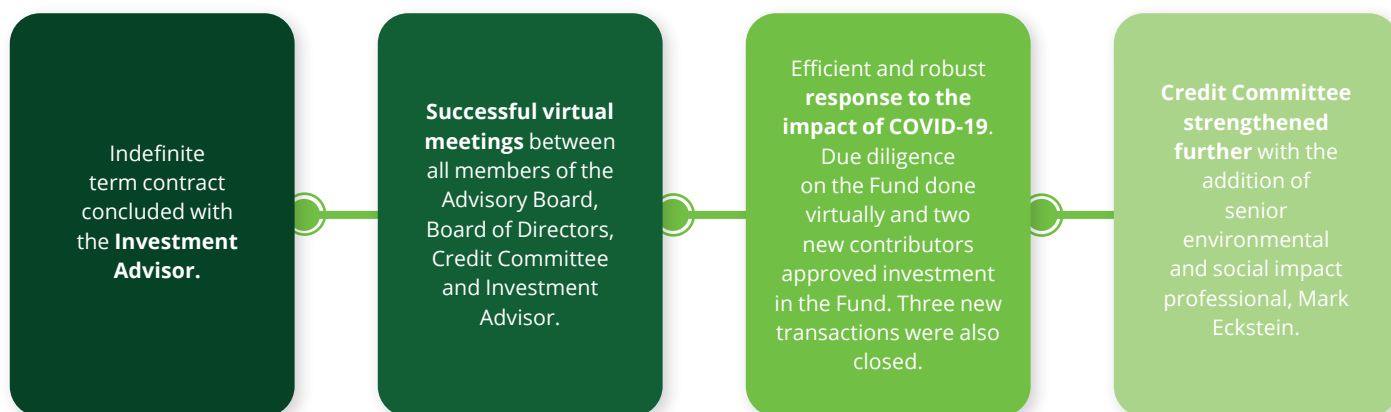 Indefinite
term contract
concluded with
the Investment
Advisor.
Successful virtual
meetings between
all members of the
Advisory Board,
Board of Directors,
Credit Committee
and Investment
Advisor.
Efficient and robust
response to the
impact of COVID-19.
Due diligence
on the Fund done
virtually and two
new contributors
approved investment
in the Fund. Three new
transactions were also
closed.
Credit Committee
strengthened
further with the
addition of
senior
environmental
and social impact
professional, Mark
Eckstein.